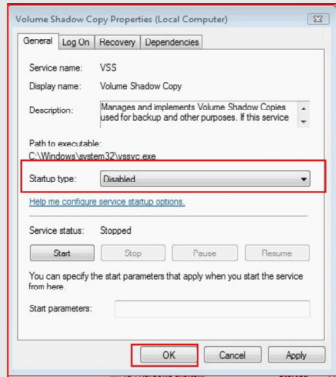 Volume Shadow Copy Properties (Local Computer)
General Log On Recovery Dependencies
Service name: VSS
Display name: Volume Shadow Copy
Description: Manages and implements Volume Shadow Copies
used for backup and other purposes. If this service
Path to executable:
C:\Windows\system32\vssvc.exe
Startup type: Disabled
Help me configure service startup options.
Service status: Stopped
Start Stop Pause Resume
You can specify the start parameters that apply when you start the service
from here.
Start parameters:
OK Cancel Apply